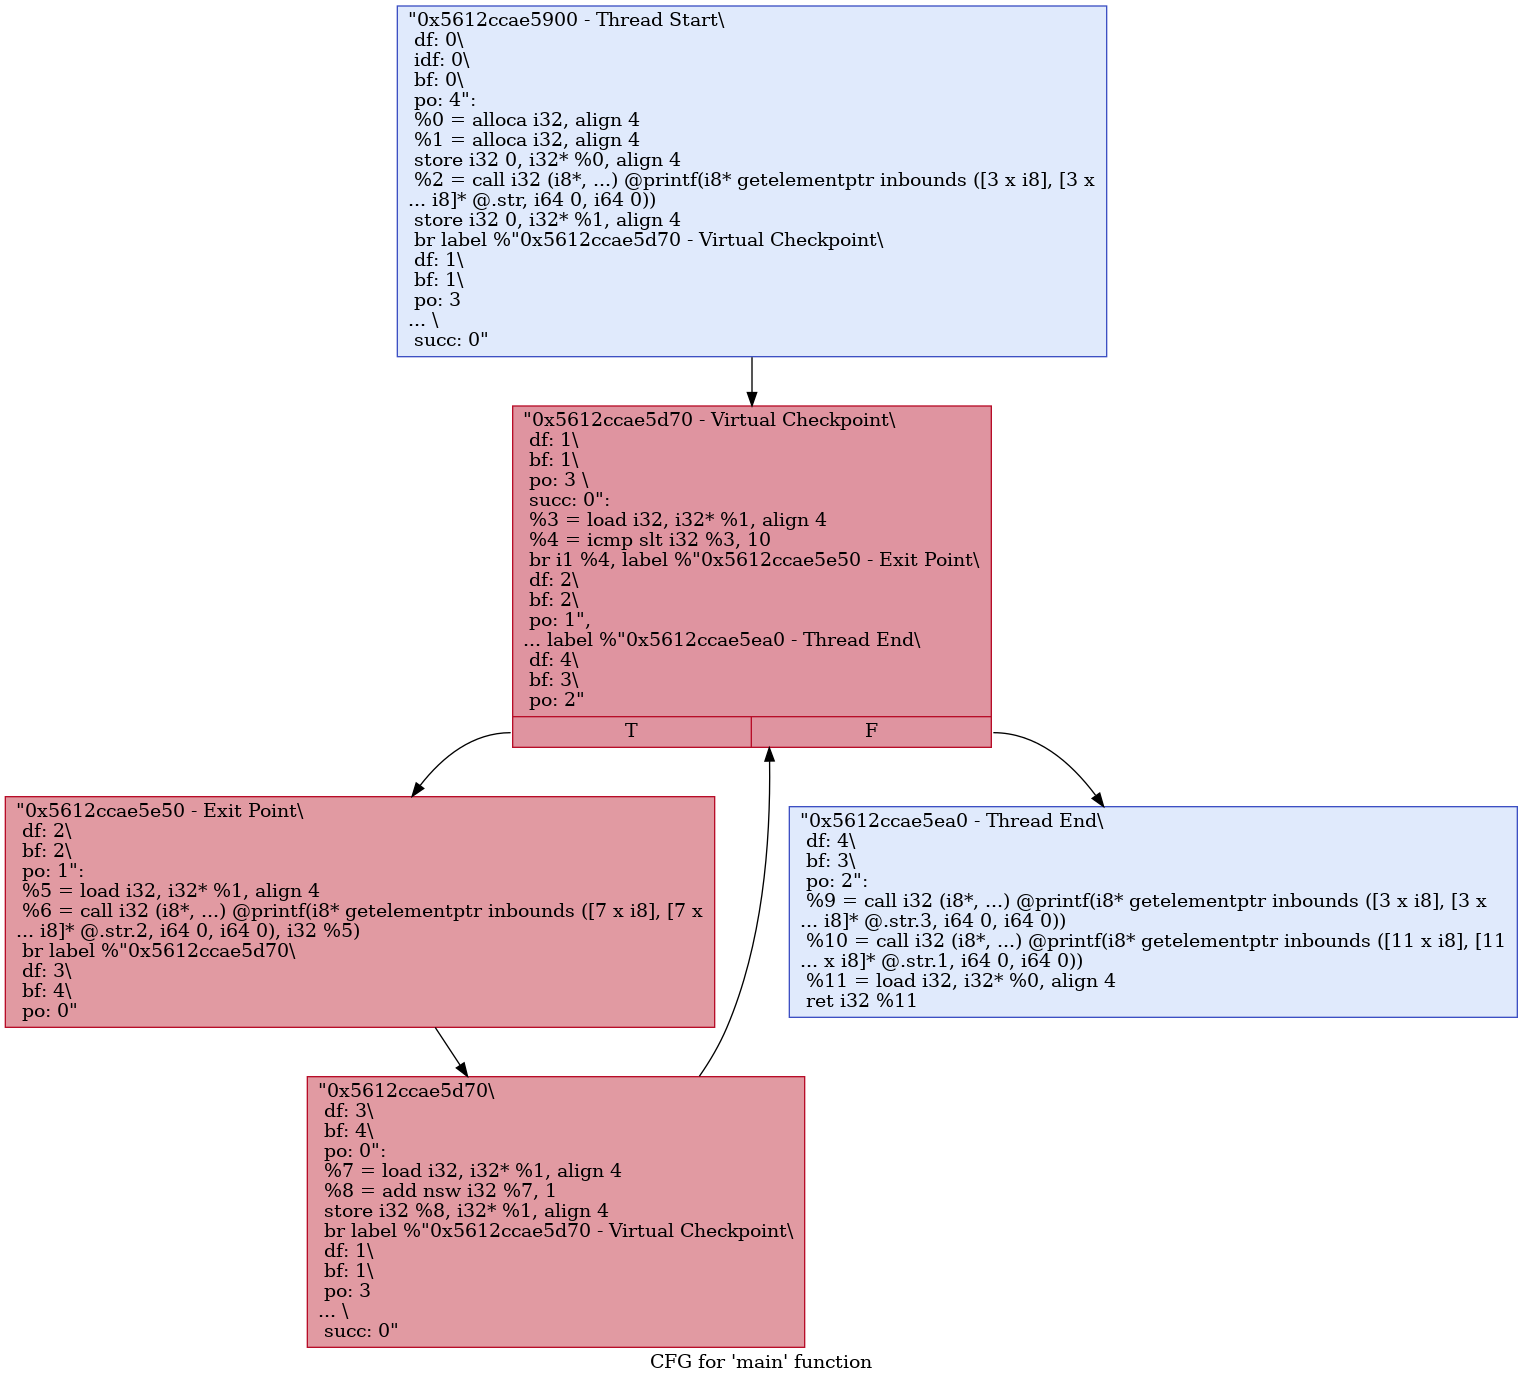 "0x5612ccae5900 - Thread Start\
df: 0\
idf: 0\
bf: 0\
po: 4":
%0 = alloca i32, align 4
%1 = alloca i32, align 4
store i32 0, i32* %0, align 4
%2 = call i32 (i8*, ...) @printf(i8* getelementptr inbounds ([3 x i8], [3 x
... i8]* @.str, i64 0, i64 0))
store i32 0, i32* %1, align 4
br label %"0x5612ccae5d70 - Virtual Checkpoint\
df: 1\
bf: 1\
po: 3
... \
succ: 0"
"0x5612ccae5d70 - Virtual Checkpoint\
df: 1\
bf: 1\
po: 3 \
succ: 0":
%3 = load i32, i32* %1, align 4
%4 = icmp slt i32 %3, 10
br i1 %4, label %"0x5612ccae5e50 - Exit Point\
df: 2\
bf: 2\
po: 1",
... label %"0x5612ccae5ea0 - Thread End\
df: 4\
bf: 3\
po: 2"
T
F
"0x5612ccae5e50 - Exit Point\
df: 2\
bf: 2\
po: 1":
%5 = load i32, i32* %1, align 4
%6 = call i32 (i8*, ...) @printf(i8* getelementptr inbounds ([7 x i8], [7 x
... i8]* @.str.2, i64 0, i64 0), i32 %5)
br label %"0x5612ccae5d70\
df: 3\
bf: 4\
po: 0"
"0x5612ccae5ea0 - Thread End\
df: 4\
bf: 3\
po: 2":
%9 = call i32 (i8*, ...) @printf(i8* getelementptr inbounds ([3 x i8], [3 x
... i8]* @.str.3, i64 0, i64 0))
%10 = call i32 (i8*, ...) @printf(i8* getelementptr inbounds ([11 x i8], [11
... x i8]* @.str.1, i64 0, i64 0))
%11 = load i32, i32* %0, align 4
ret i32 %11
"0x5612ccae5d70\
df: 3\
bf: 4\
po: 0":
%7 = load i32, i32* %1, align 4
%8 = add nsw i32 %7, 1
store i32 %8, i32* %1, align 4
br label %"0x5612ccae5d70 - Virtual Checkpoint\
df: 1\
bf: 1\
po: 3
... \
succ: 0"
CFG for 'main' function